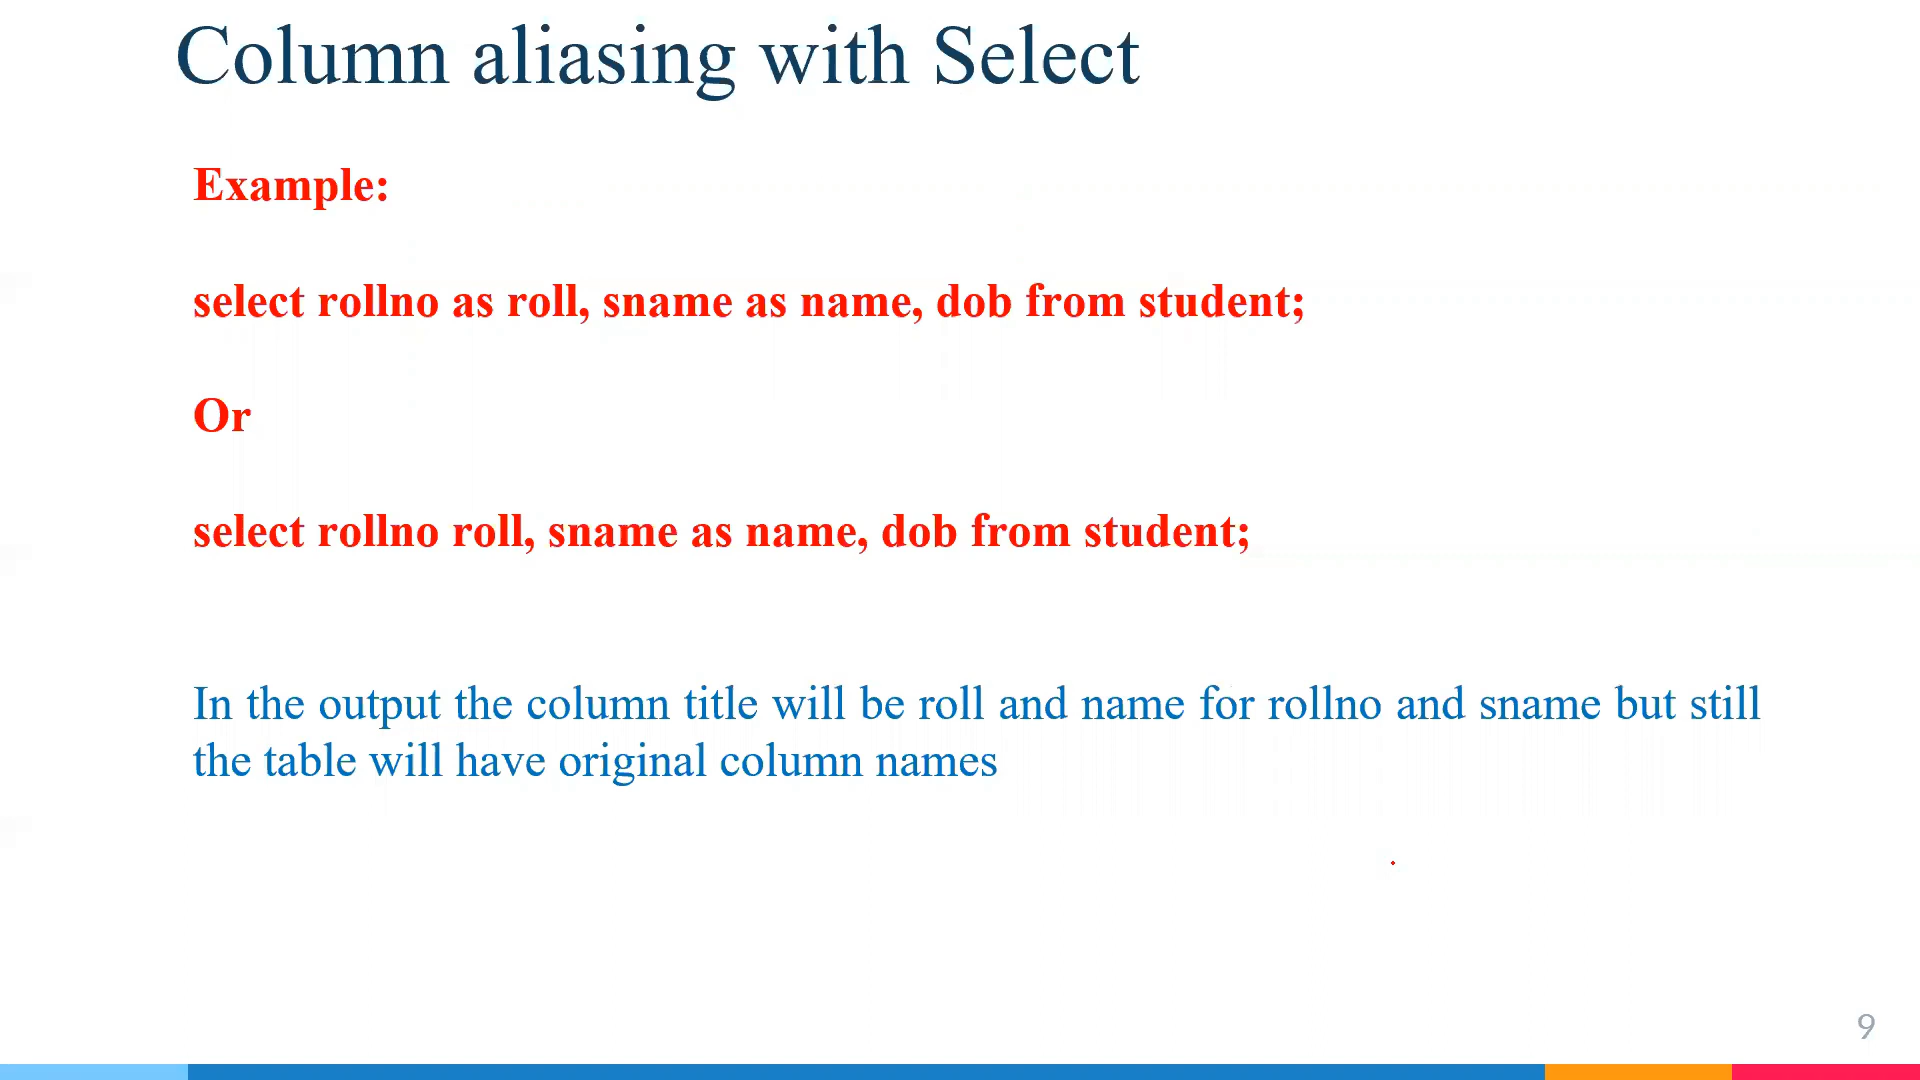 Column aliasing with Select
Example:
select rollno as roll, sname as name, dob from student;
Or
select rollno roll, sname as name, dob from student;
In the output the column title will be roll and name for rollno and sname but still
the table will have original column names
9